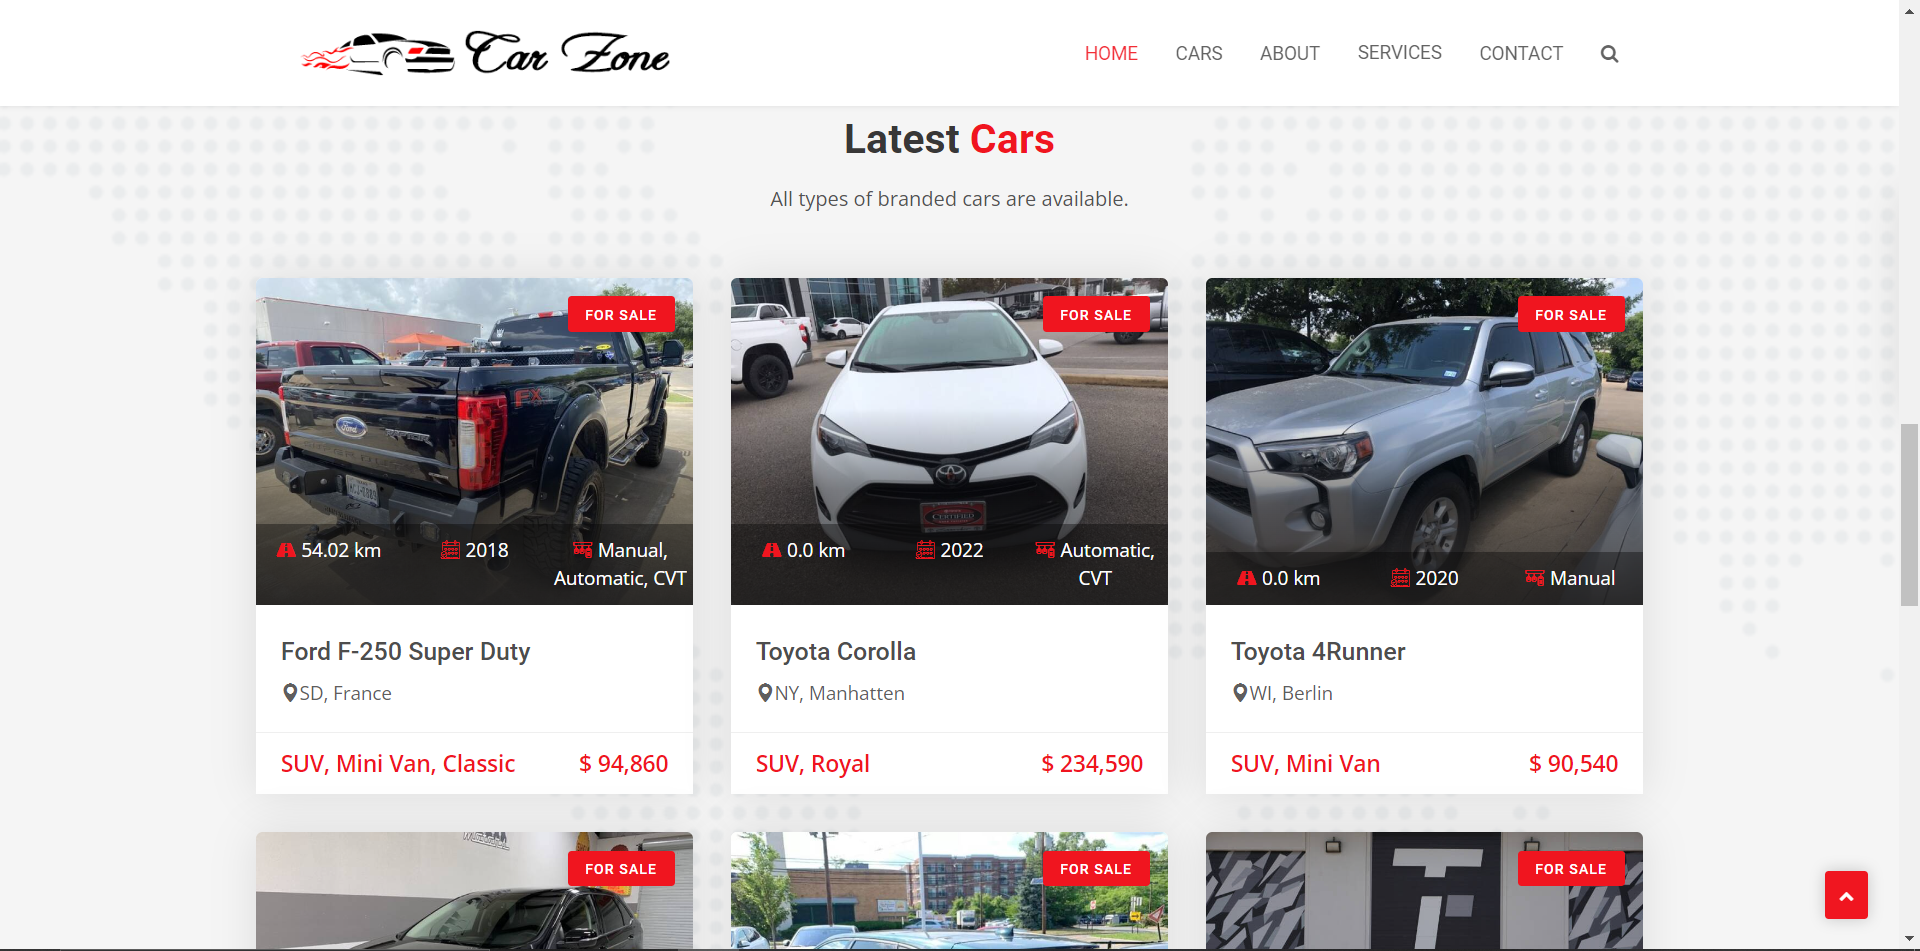 Car Zone
HOME
CARS
ABOUT
SERVICES
CONTACT
Latest Cars
All types of branded cars are available.
FOR SALE
Ford
54.02 km
2018
Manual,
Automatic, CVT
Ford F-250 Super Duty
SD, France
SUV, Mini Van, Classic
$ 94,860
FOR SALE
CERTIFIED
0.0 km
2022
Automatic,
CVT
Toyota Corolla
NY, Manhatten
SUV, Royal
$ 234,590
FOR SALE
0.0 km
2020
Manual
Toyota 4Runner
WI, Berlin
SUV, Mini Van
$ 90,540
FOR SALE
FOR SALE
FOR SALE